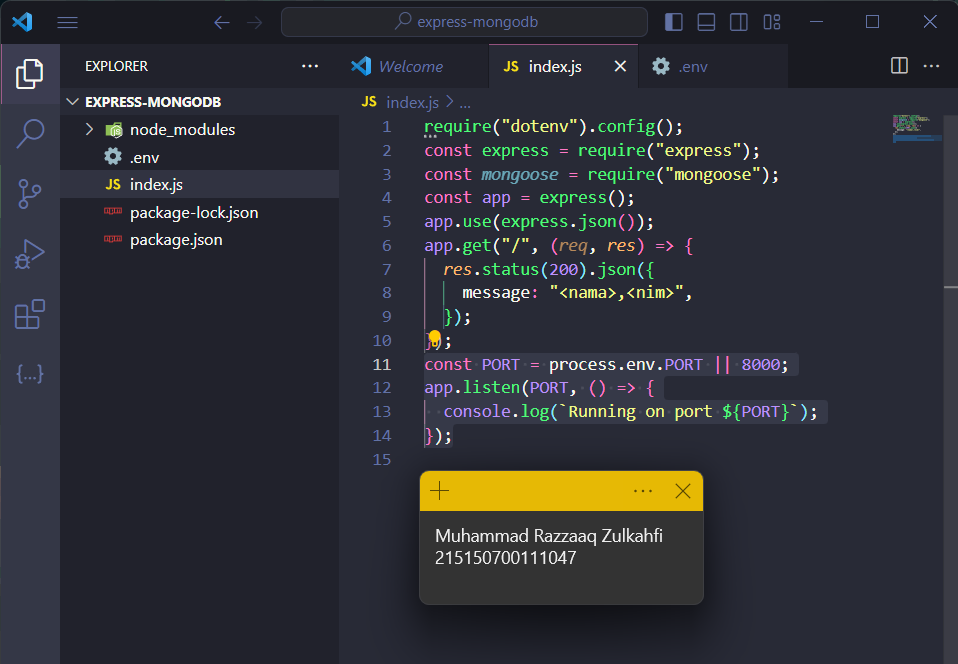 express-mongodb
EXPLORER
EXPRESS-MONGODB
node_modules
.env
JS index.js
package-lock.json
package.json
Welcome
JS index.js
.env
JS index.js > ...
1 require("dotenv").config();
2 const express = require("express");
3 const mongoose = require("mongoose");
4 const app = express();
5 app.use(express.json());
6 app.get("/", (req, res) => {
7 res.status(200).json({
8 message: "<nama>,<nim>",
9 });
10 });
11 const PORT = process.env.PORT || 8000;
12 app.listen(PORT, () => {
13 console.log(`Running on port ${PORT}`);
14 });
15
Muhammad Razzaaq Zulkahfi
215150700111047